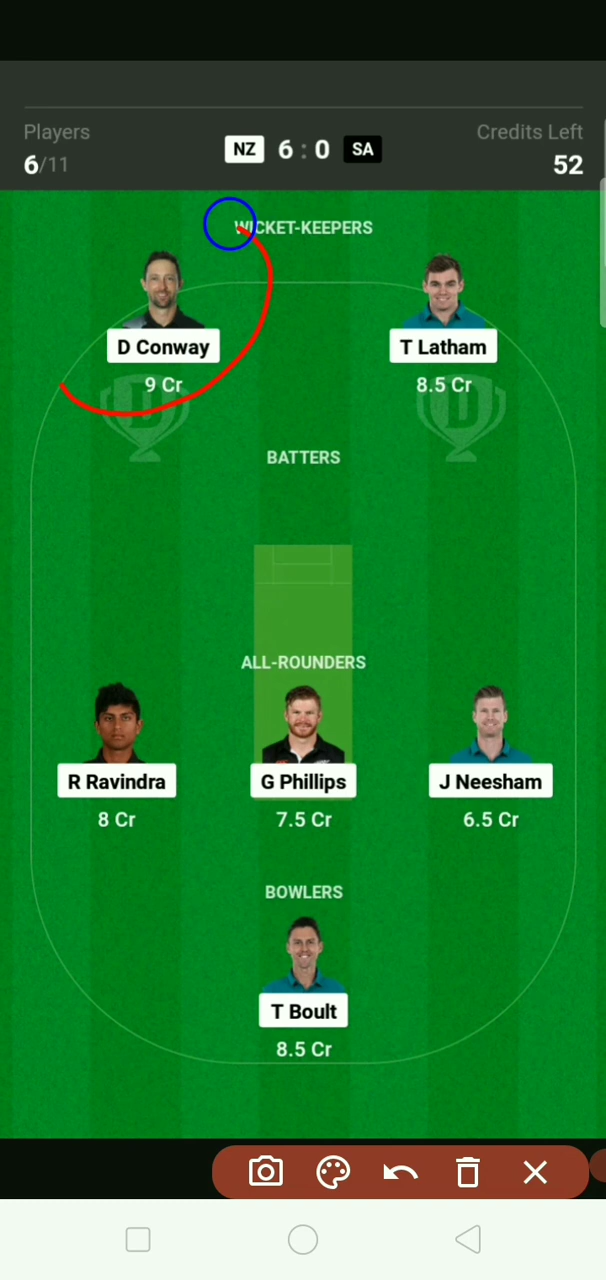 Players
Credits Left
6/11
NZ 6 : 0 SA
52
WICKET-KEEPERS
D Conway
T Latham
9 Cr
8.5 Cr
BATTERS
ALL-ROUNDERS
R Ravindra
G Phillips
J Neesham
8 Cr
7.5 Cr
6.5 Cr
BOWLERS
T Boult
8.5 Cr